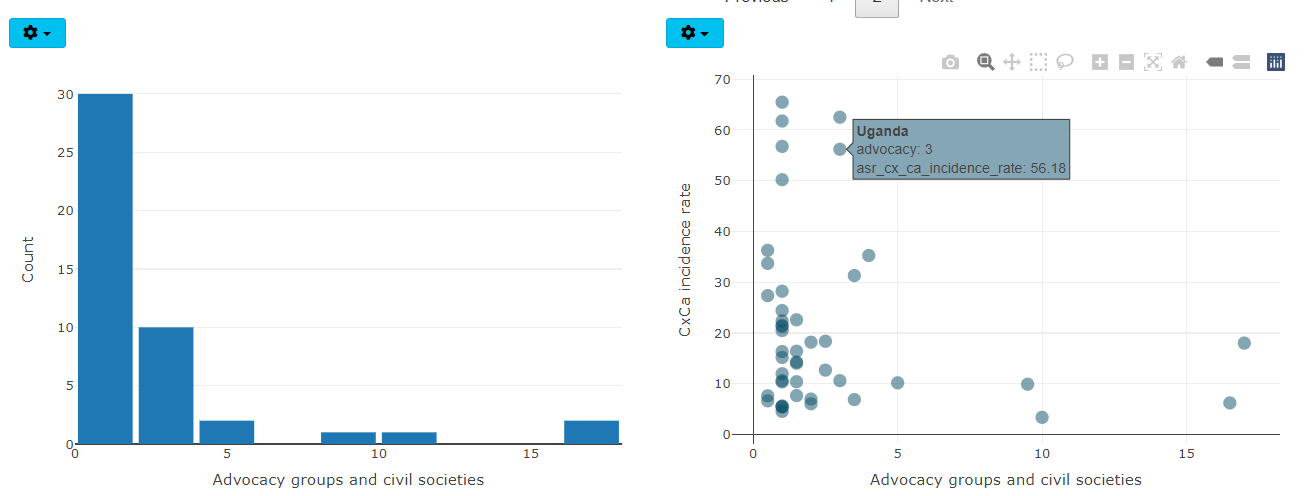 Previous
2
Next
30
25
20
15
10
5
0
Count
0
5
10
15
Advocacy groups and civil societies
70
60
50
40
30
20
10
0
CxCa incidence rate
Uganda
advocacy: 3
asr_cx_ca_incidence_rate: 56.18
0
5
10
15
Advocacy groups and civil societies